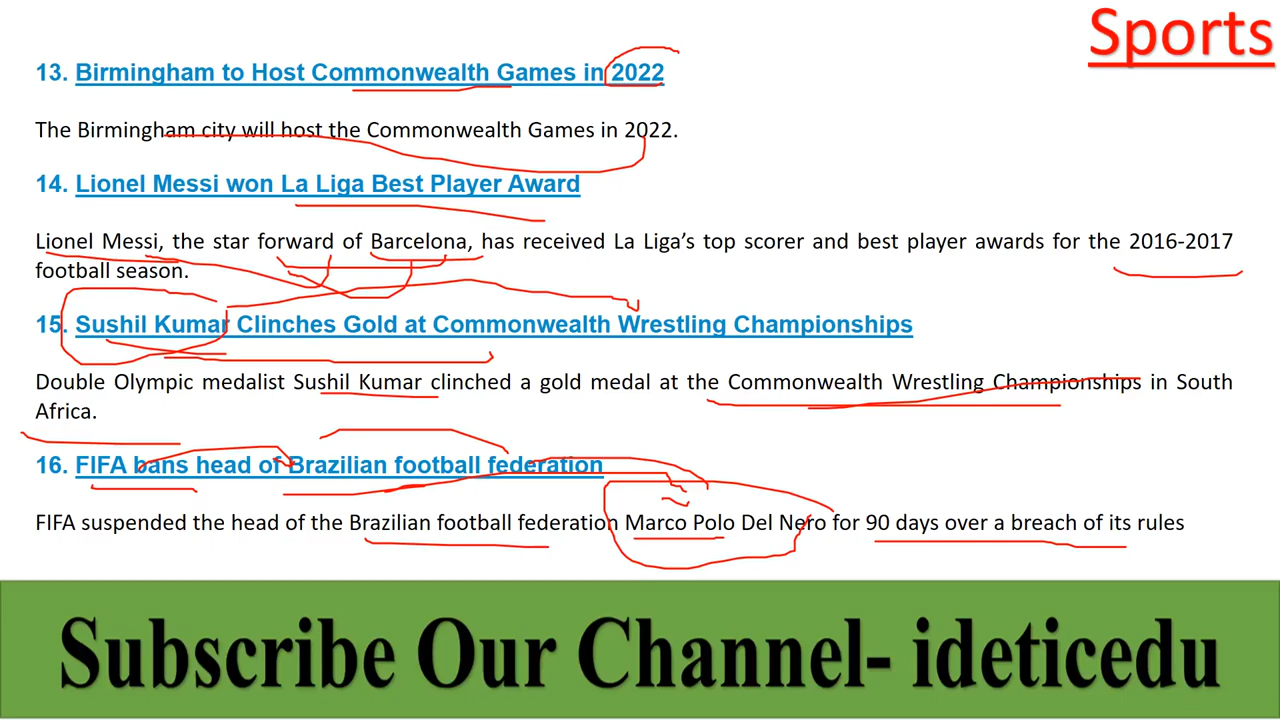 Sports
13. Birmingham to Host Commonwealth Games in 2022
The Birmingham city will host the Commonwealth Games in 2022.
14. Lionel Messi won La Liga Best Player Award
Lionel Messi, the star forward of Barcelona, has received La Liga’s top scorer and best player awards for the 2016-2017
football season.
15. Sushil Kumar Clinches Gold at Commonwealth Wrestling Championships
Double Olympic medalist Sushil Kumar clinched a gold medal at the Commonwealth Wrestling Championships in South
Africa.
16. FIFA bans head of Brazilian football federation
FIFA suspended the head of the Brazilian football federation Marco Polo Del Nero for 90 days over a breach of its rules
Subscribe Our Channel- ideticedu